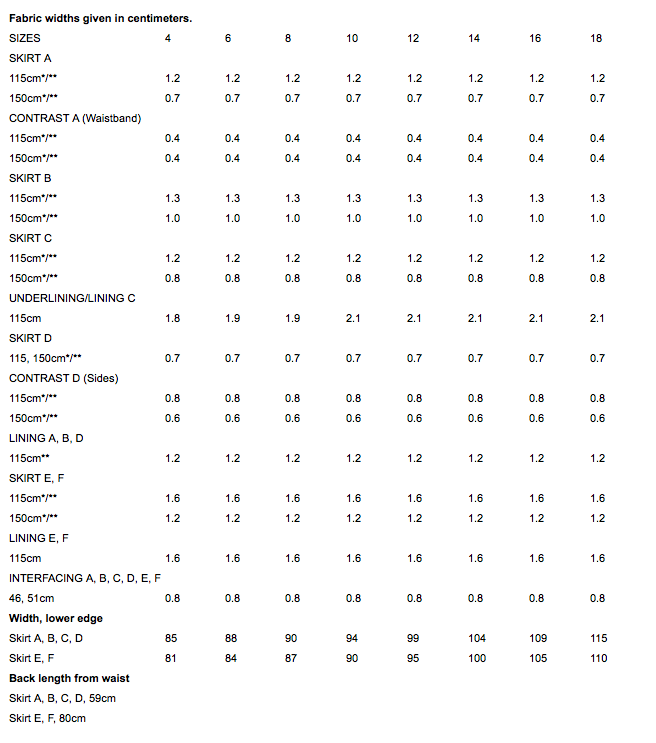 Fabric widths given in centimeters.
SIZES 4 6 8 10 12 14 16 18
SKIRT A
115cm*/** 1.2 1.2 1.2 1.2 1.2 1.2 1.2 1.2
150cm*/** 0.7 0.7 0.7 0.7 0.7 0.7 0.7 0.7
CONTRAST A (Waistband)
115cm*/** 0.4 0.4 0.4 0.4 0.4 0.4 0.4 0.4
150cm*/** 0.4 0.4 0.4 0.4 0.4 0.4 0.4 0.4
SKIRT B
115cm*/** 1.3 1.3 1.3 1.3 1.3 1.3 1.3 1.3
150cm*/** 1.0 1.0 1.0 1.0 1.0 1.0 1.0 1.0
SKIRT C
115cm*/** 1.2 1.2 1.2 1.2 1.2 1.2 1.2 1.2
150cm*/** 0.8 0.8 0.8 0.8 0.8 0.8 0.8 0.8
UNDERLINING/LINING C
115cm 1.8 1.9 1.9 2.1 2.1 2.1 2.1 2.1
SKIRT D
115, 150cm*/** 0.7 0.7 0.7 0.7 0.7 0.7 0.7 0.7
CONTRAST D (Sides)
115cm*/** 0.8 0.8 0.8 0.8 0.8 0.8 0.8 0.8
150cm*/** 0.6 0.6 0.6 0.6 0.6 0.6 0.6 0.6
LINING A, B, D
115cm** 1.2 1.2 1.2 1.2 1.2 1.2 1.2 1.2
SKIRT E, F
115cm*/** 1.6 1.6 1.6 1.6 1.6 1.6 1.6 1.6
150cm*/** 1.2 1.2 1.2 1.2 1.2 1.2 1.2 1.2
LINING E, F
115cm 1.6 1.6 1.6 1.6 1.6 1.6 1.6 1.6
INTERFACING A, B, C, D, E, F
46, 51cm 0.8 0.8 0.8 0.8 0.8 0.8 0.8 0.8
Width, lower edge
Skirt A, B, C, D 85 88 90 94 99 104 109 115
Skirt E, F 81 84 87 90 95 100 105 110
Back length from waist
Skirt A, B, C, D, 59cm
Skirt E, F, 80cm